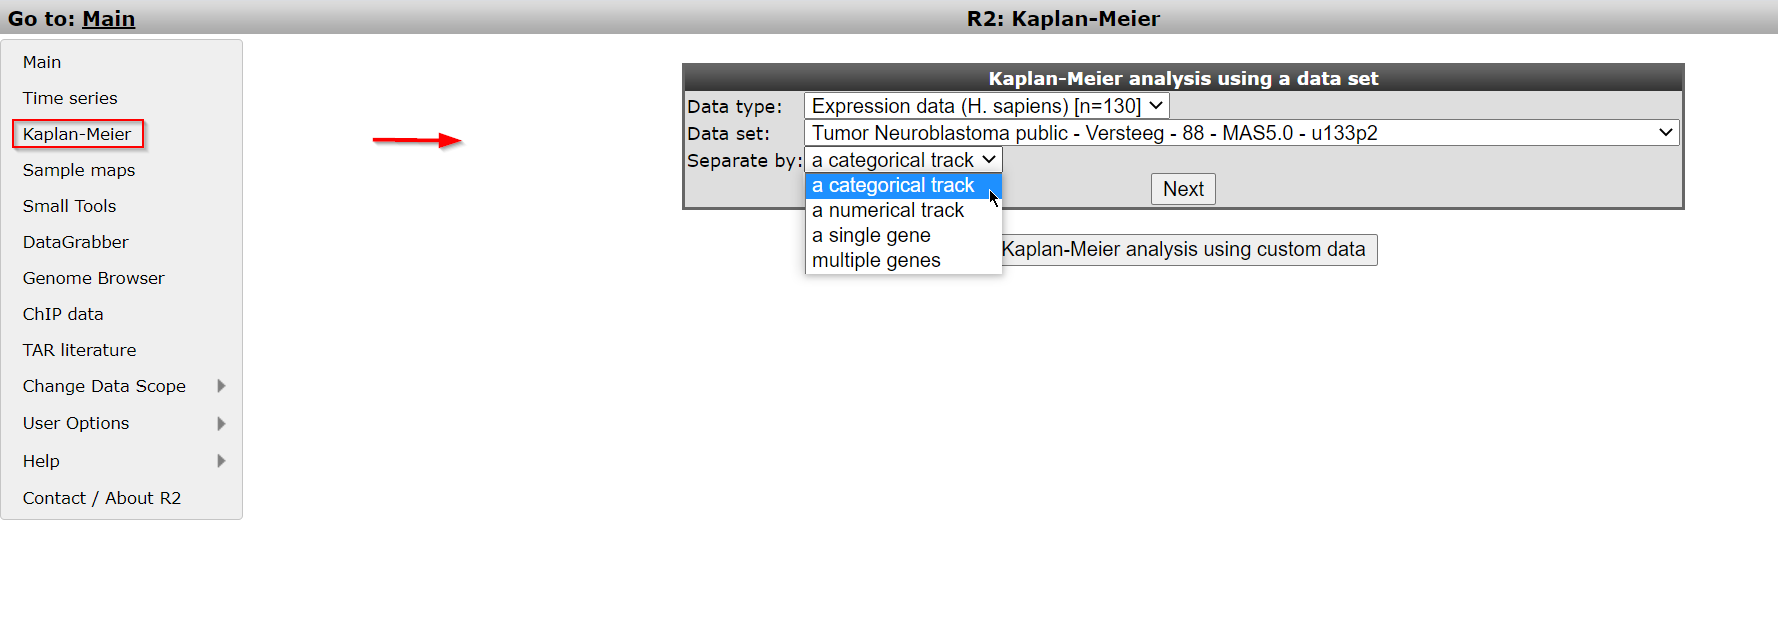 Go to: Main
R2: Kaplan-Meier
Main
Time series
Kaplan-Meier
Sample maps
Small Tools
DataGrabber
Genome Browser
ChIP data
TAR literature
Change Data Scope
User Options
Help
Contact / About R2
Kaplan-Meier analysis using a data set
Data type: Expression data (H. sapiens) [n=130]
Data set: Tumor Neuroblastoma public - Versteeg - 88 - MAS5.0 - u133p2
Separate by: a categorical track
a categorical track
a numerical track
a single gene
multiple genes
Next
Kaplan-Meier analysis using custom data